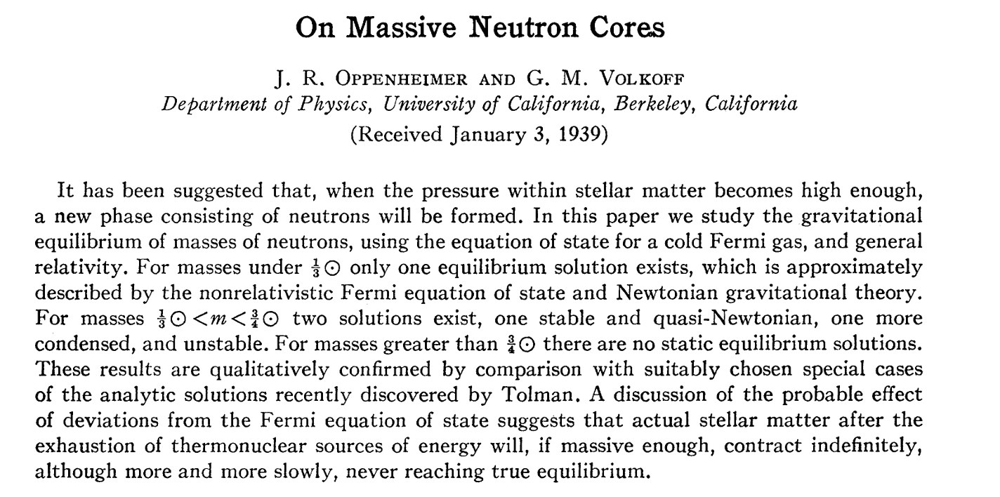 On Massive Neutron Cores
J. R. OPPENHEIMER AND G. M. VOLKOFF
Department of Physics, University of California, Berkeley, California
(Received January 3, 1939)
It has been suggested that, when the pressure within stellar matter becomes high enough,
a new phase consisting of neutrons will be formed. In this paper we study the gravitational
equilibrium of masses of neutrons, using the equation of state for a cold Fermi gas, and general
relativity. For masses under ⅓⊙ only one equilibrium solution exists, which is approximately
described by the nonrelativistic Fermi equation of state and Newtonian gravitational theory.
For masses ⅓⊙<m<¾⊙ two solutions exist, one stable and quasi-Newtonian, one more
condensed, and unstable. For masses greater than ¾⊙ there are no static equilibrium solutions.
These results are qualitatively confirmed by comparison with suitably chosen special cases
of the analytic solutions recently discovered by Tolman. A discussion of the probable effect
of deviations from the Fermi equation of state suggests that actual stellar matter after the
exhaustion of thermonuclear sources of energy will, if massive enough, contract indefinitely,
although more and more slowly, never reaching true equilibrium.